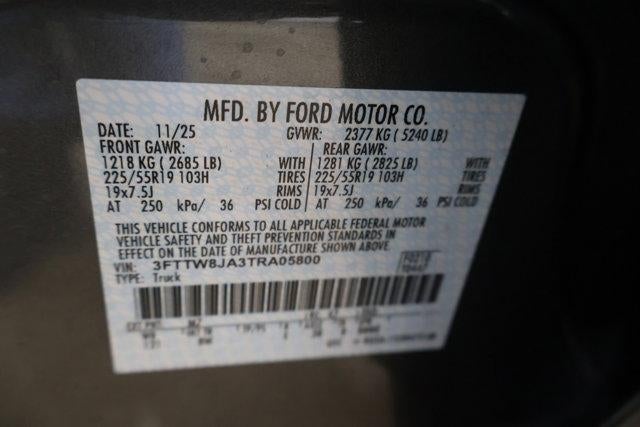 MFD. BY FORD MOTOR CO.
DATE: 11/25 GVWR: 2377 KG ( 5240 LB)
FRONT GAWR: REAR GAWR:
1218 KG ( 2685 LB) WITH 1281 KG ( 2825 LB) WITH
225/55R19 103H TIRES 225/55R19 103H TIRES
19x7.5J RIMS 19x7.5J RIMS
AT 250 kPa/ 36 PSI COLD AT 250 kPa/ 36 PSI COLD
THIS VEHICLE CONFORMS TO ALL APPLICABLE FEDERAL MOTOR
VEHICLE SAFETY AND THEFT PREVENTION STANDARDS IN
EFFECT ON THE DATE OF MANUFACTURE SHOWN ABOVE.
VIN: 3FTTW8JA3TRA05800
TYPE: Truck